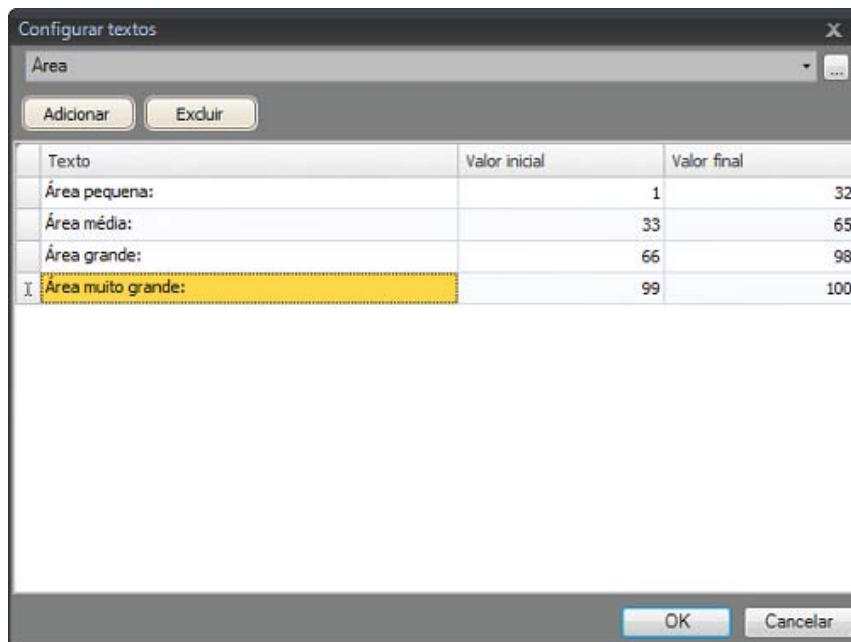 Configurar textos x
Area ...
Adicionar Excluir
Texto Valor inicial Valor final
Área pequena: 1 32
Área média: 33 65
Área grande: 66 98
Área muito grande: 99 100
OK Cancelar